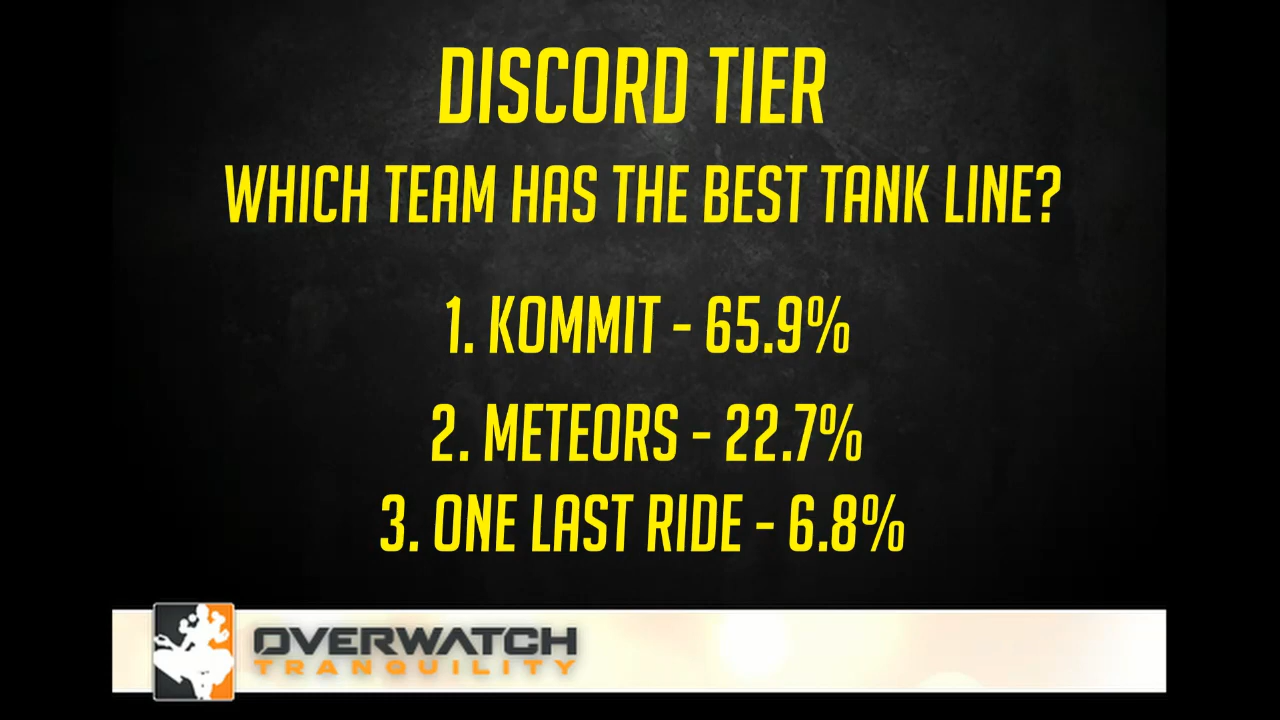 DISCORD TIER
WHICH TEAM HAS THE BEST TANK LINE?
1. KOMMIT - 65.9%
2. METEORS - 22.7%
3. ONE LAST RIDE - 6.8%
OVERWATCH
TRANQUILITY